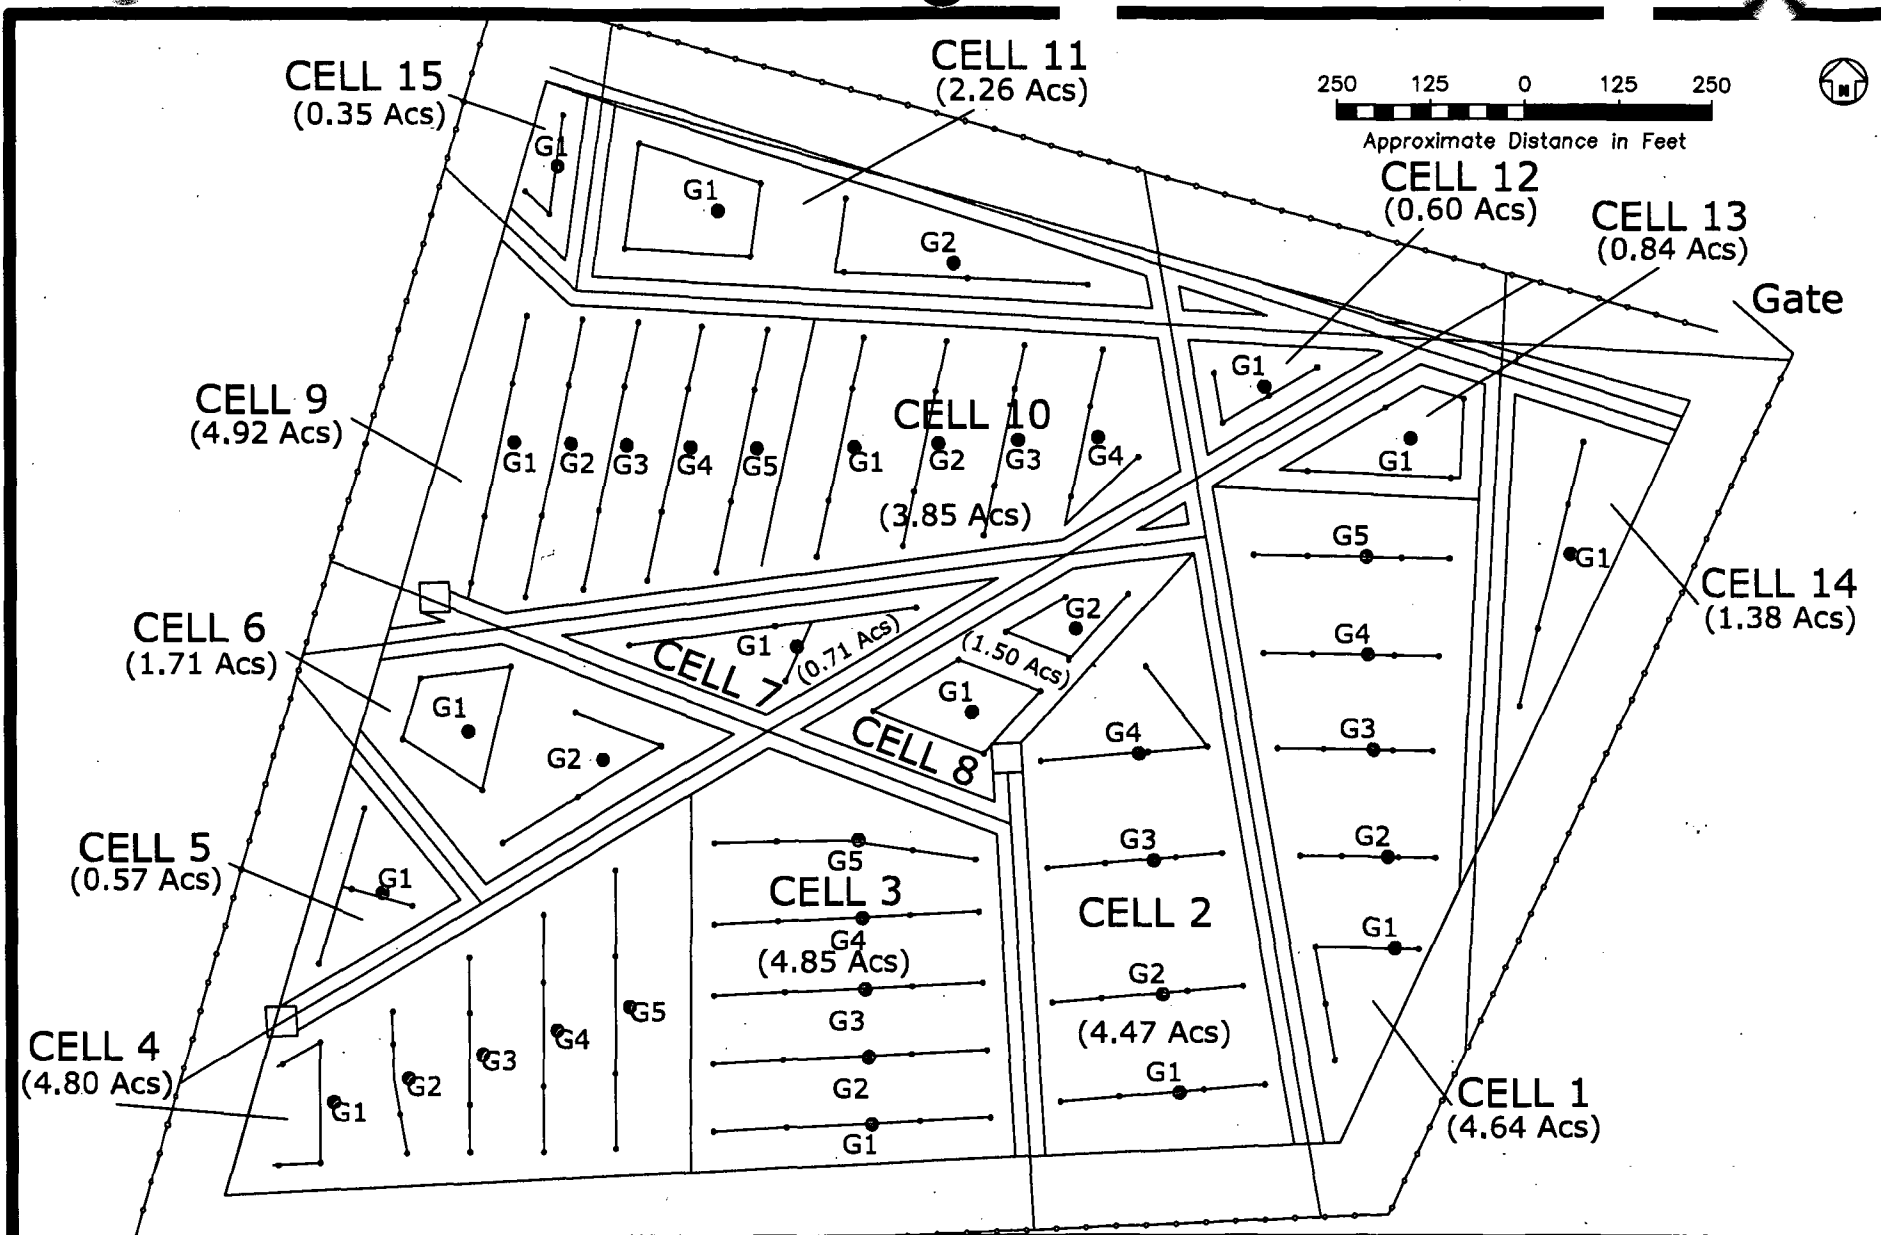 CELL 11
(2.26 Acs)
CELL 15
(0.35 Acs)
250 125 0 125 250
Approximate Distance in Feet
N
CELL 12
(0.60 Acs)
CELL 13
(0.84 Acs)
Gate
G1
G1
G2
G1
CELL 9
(4.92 Acs)
CELL 10
(3.85 Acs)
G1 G2 G3 G4 G5 G1 G2 G3 G4
G1
G5
G1
CELL 14
(1.38 Acs)
CELL 6
(1.71 Acs)
G1
G2
CELL 7
G1
(0.71 Acs)
G2
(1.50 Acs)
G1
CELL 8
G4
G3
G4
G3
G2
G1
CELL 5
(0.57 Acs)
G1
G5
CELL 3
G4
(4.85 Acs)
G3
G2
G1
CELL 2
G2
(4.47 Acs)
G1
CELL 4
(4.80 Acs)
G1
G2
G3
G4
G5
CELL 1
(4.64 Acs)